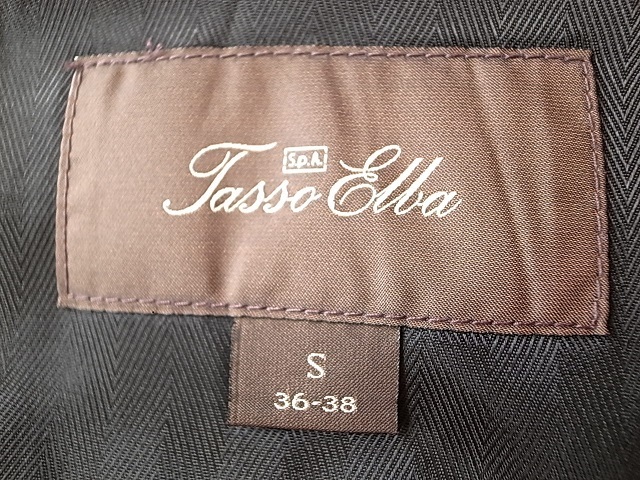 S.p.A.
Tasso Elba
S
36-38